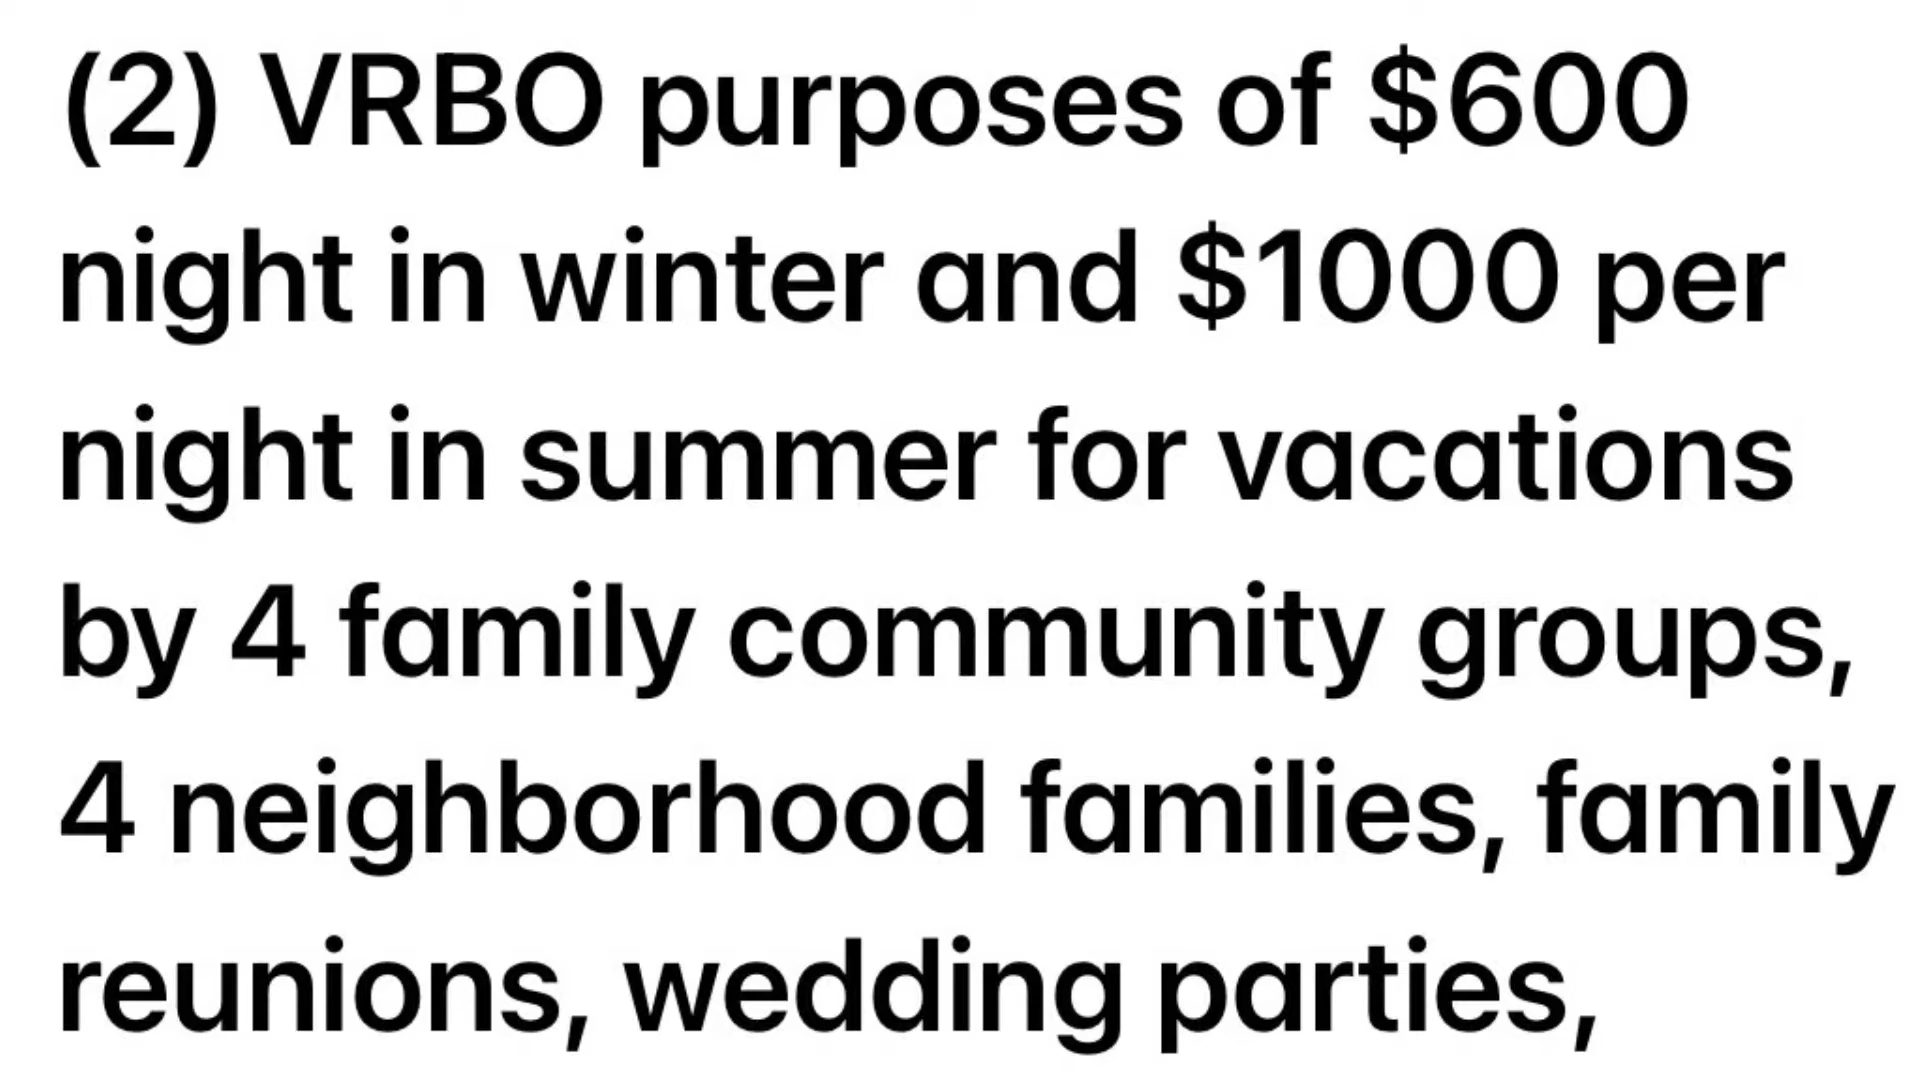 (2) VRBO purposes of $600
night in winter and $1000 per
night in summer for vacations
by 4 family community groups,
4 neighborhood families, family
reunions, wedding parties,